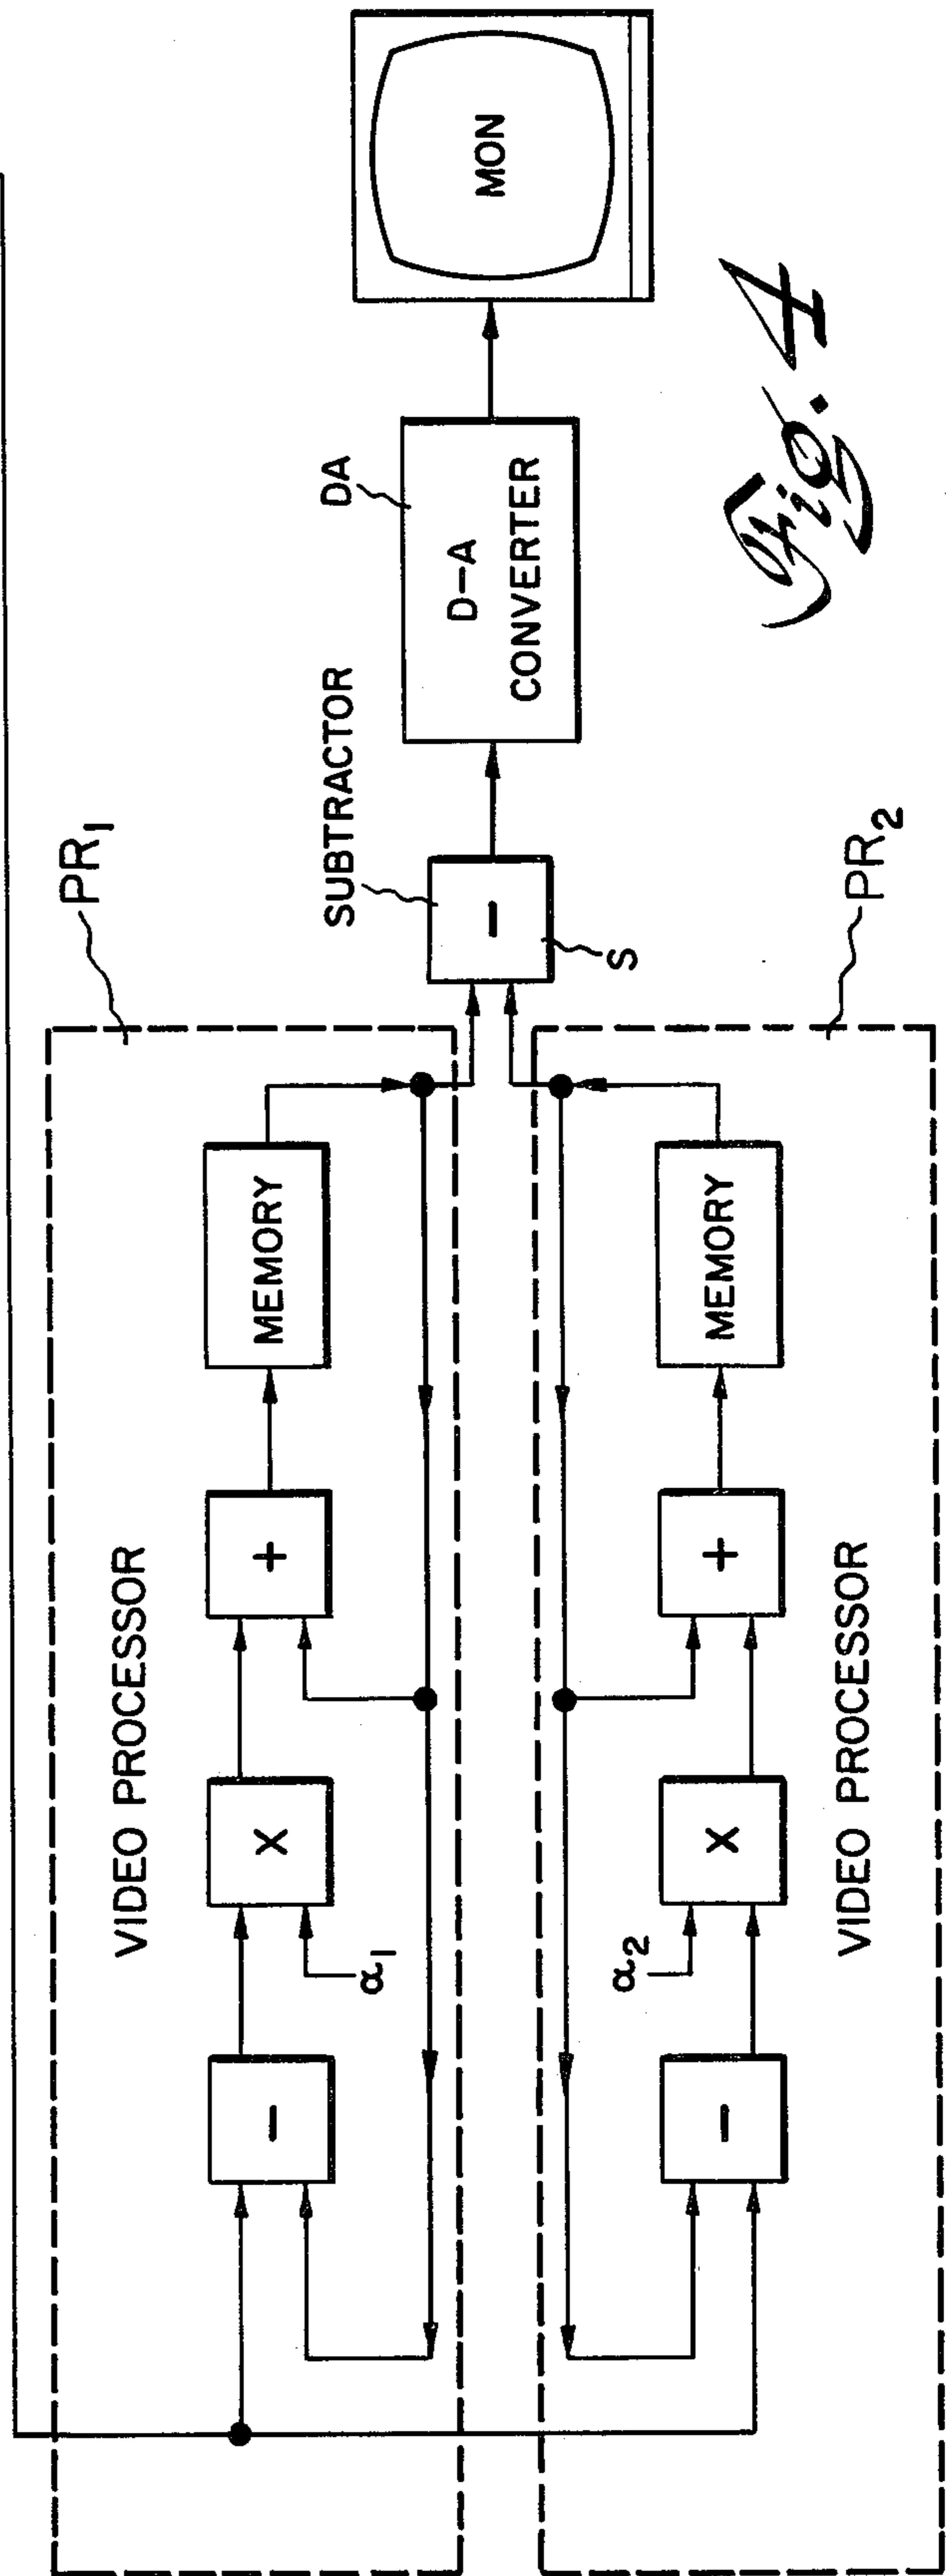 PR1
VIDEO PROCESSOR
-
X
+
MEMORY
α1
SUBTRACTOR
-
S
DA
D-A
CONVERTER
MON
α2
-
X
+
MEMORY
VIDEO PROCESSOR
PR2
Fig. 4